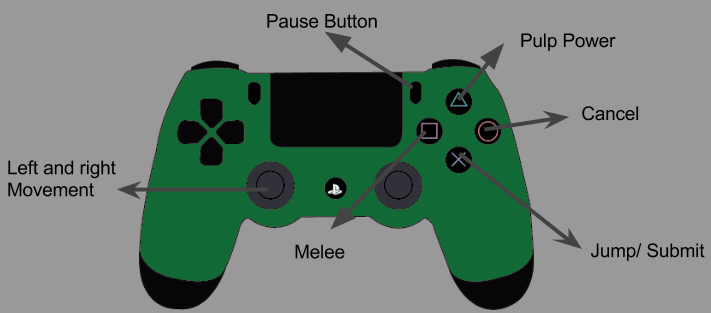 Pause Button
Pulp Power
Cancel
Left and right
Movement
Melee
Jump/ Submit